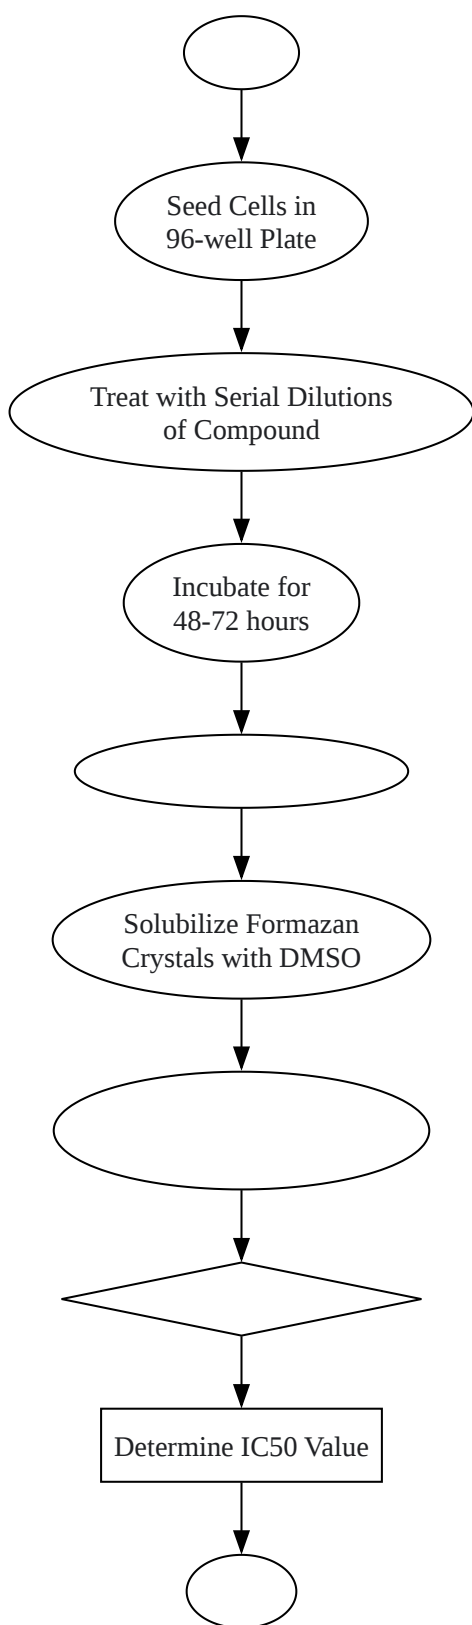 Seed Cells in
96-well Plate
Treat with Serial Dilutions
of Compound
Incubate for
48-72 hours
Solubilize Formazan
Crystals with DMSO
Determine IC50 Value